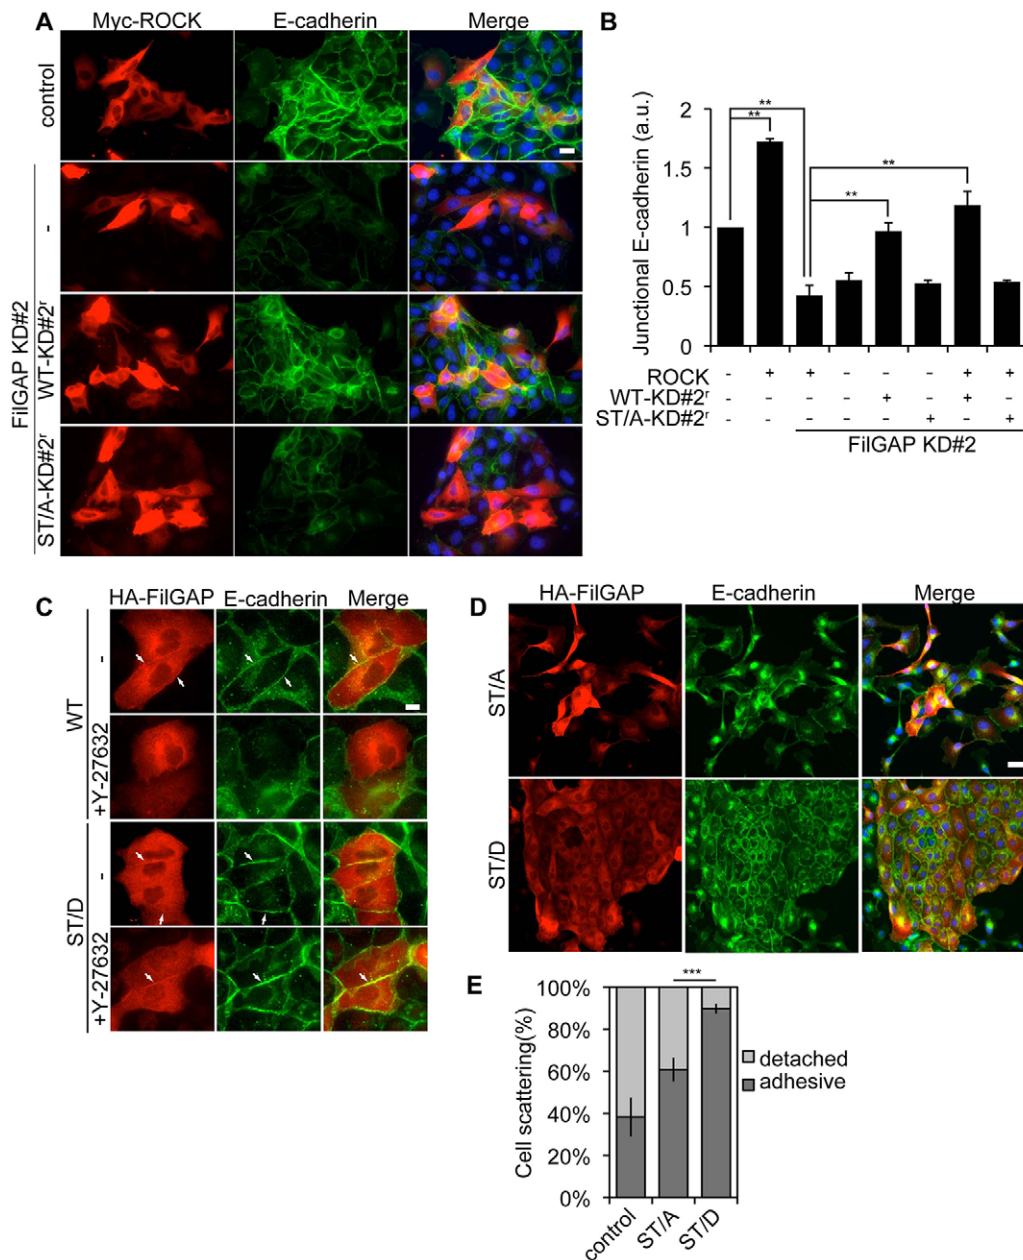 A
Myc-ROCK E-cadherin Merge
control
FilGAP KD#2
-
WT-KD#2r
ST/A-KD#2r
B
Junctional E-cadherin (a.u.)
2
1.5
1
0.5
0
** ** ** **
ROCK - + + - - - + +
WT-KD#2r - - - - + - + -
ST/A-KD#2r - - - - - + - +
FilGAP KD#2
C
HA-FilGAP E-cadherin Merge
WT
-
+Y-27632
ST/D
-
+Y-27632
D
HA-FilGAP E-cadherin Merge
ST/A
ST/D
E
Cell scattering(%)
***
100%
80%
60%
40%
20%
0%
control ST/A ST/D
detached
adhesive